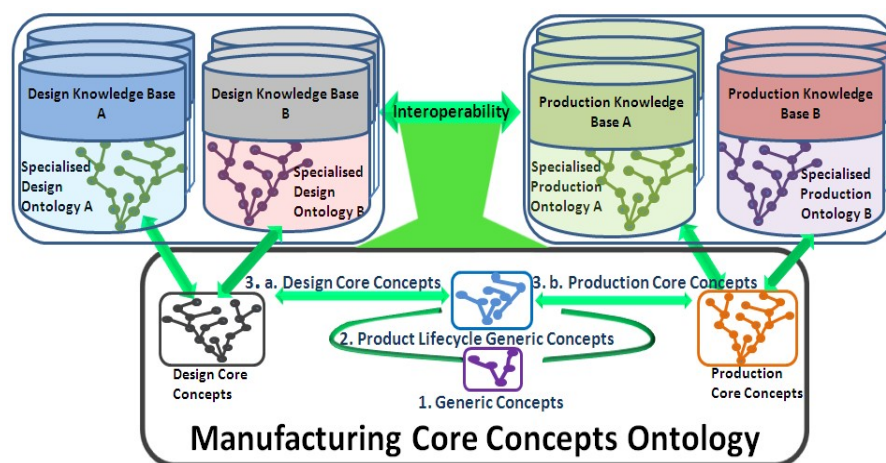 Design Knowledge Base
A
Design Knowledge Base
B
Interoperability
Production Knowledge
Base A
Production Knowledge
Base B
Specialised
Design
Ontology A
Specialised
Design
Ontology B
Specialised
Production
Ontology A
Specialised
Production
Ontology B
3. a. Design Core Concepts
3. b. Production Core Concepts
2. Product Lifecycle Generic Concepts
Design Core
Concepts
Production
Core Concepts
1. Generic Concepts
Manufacturing Core Concepts Ontology